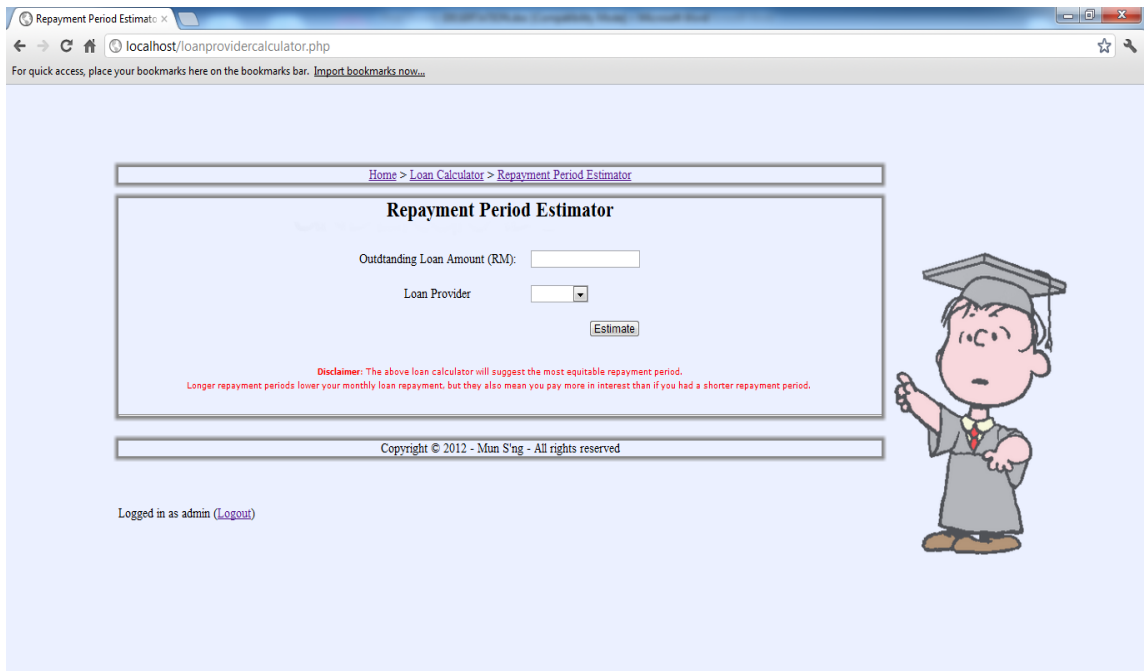 Repayment Period Estimato
localhost/loanprovidercalculator.php
For quick access, place your bookmarks here on the bookmarks bar. Import bookmarks now...
Home > Loan Calculator > Repayment Period Estimator
Repayment Period Estimator
Outdtanding Loan Amount (RM):
Loan Provider
Estimate
Disclaimer: The above loan calculator will suggest the most equitable repayment period.
Longer repayment periods lower your monthly loan repayment, but they also mean you pay more in interest than if you had a shorter repayment period.
Copyright © 2012 - Mun S'ng - All rights reserved
Logged in as admin (Logout)